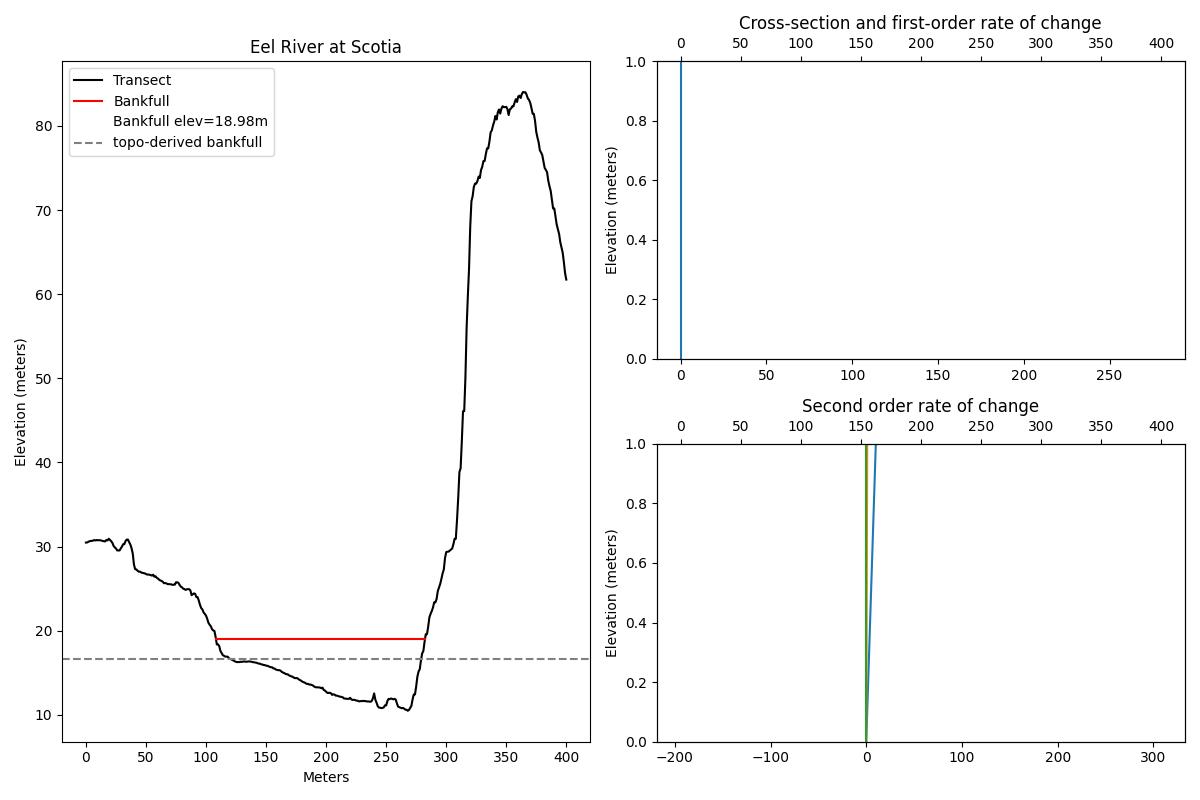 Eel River at Scotia
Transect
Bankfull
Bankfull elev=18.98m
topo-derived bankfull
Elevation (meters)
80
70
60
50
40
30
20
10
0 50 100 150 200 250 300 350 400
Meters
Cross-section and first-order rate of change
0 50 100 150 200 250 300 350 400
Elevation (meters)
1.0
0.8
0.6
0.4
0.2
0.0
0 50 100 150 200 250
Second order rate of change
0 50 100 150 200 250 300 350 400
Elevation (meters)
1.0
0.8
0.6
0.4
0.2
0.0
−200 −100 0 100 200 300